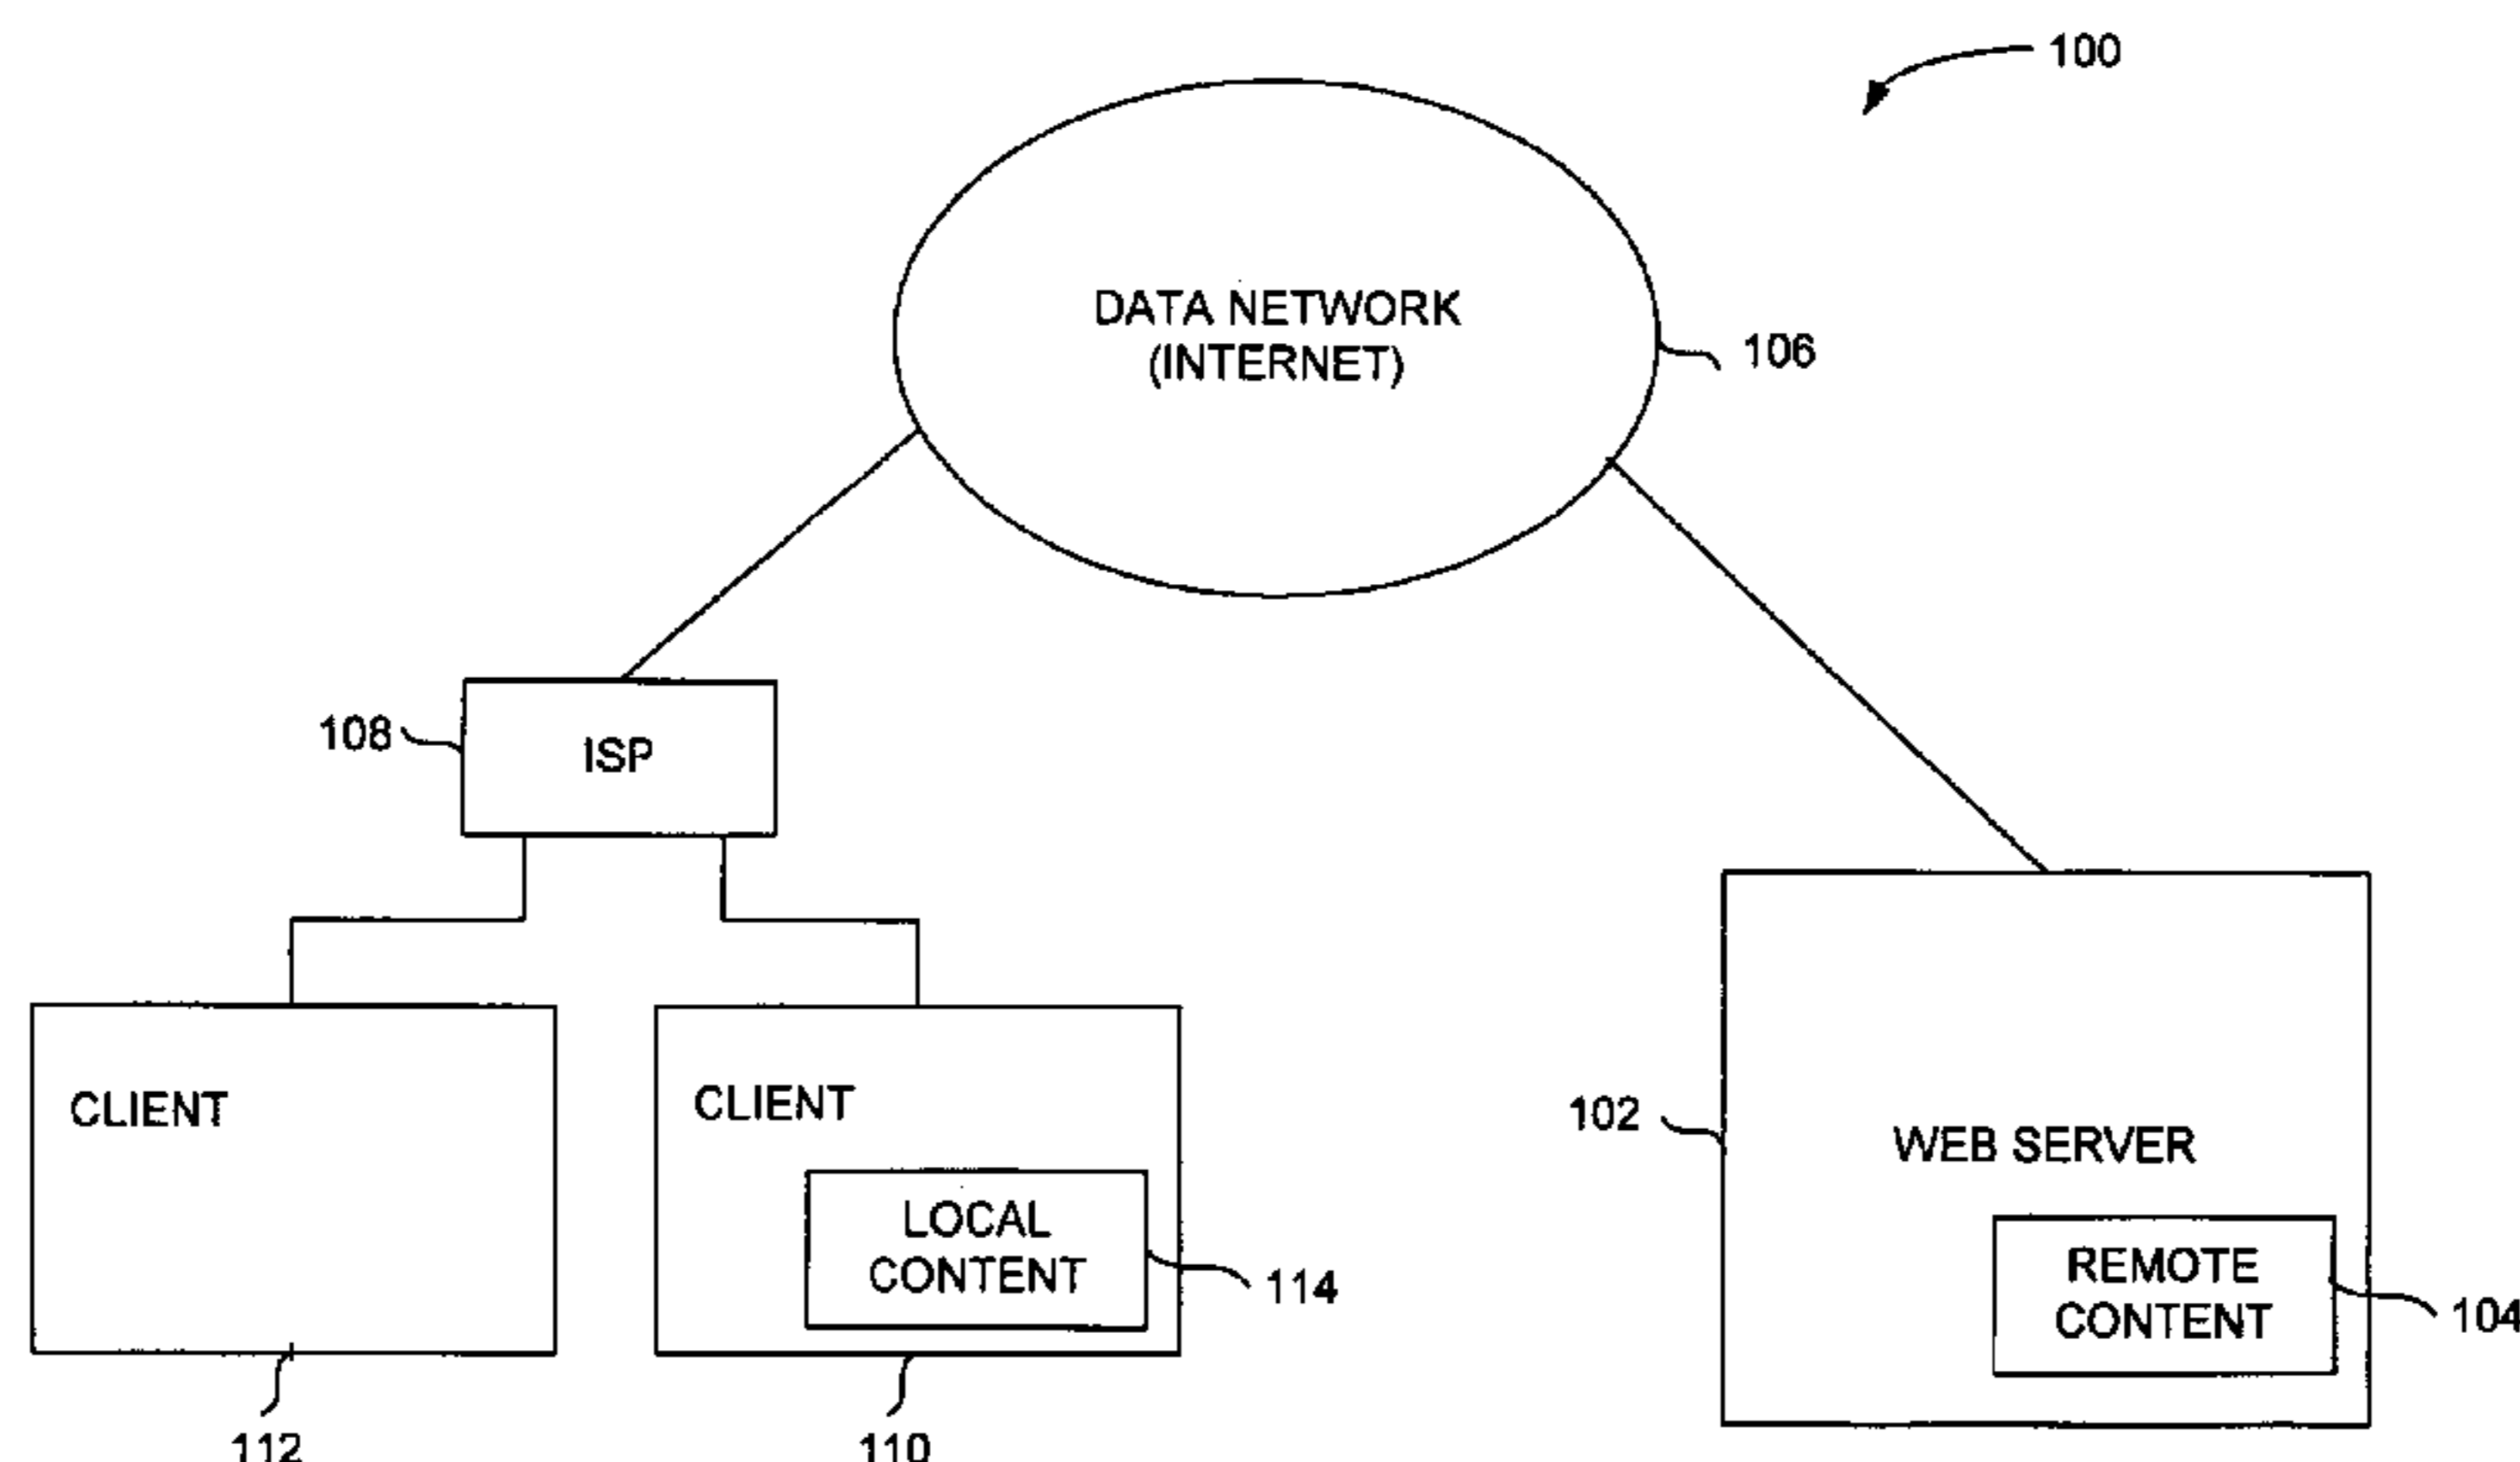 100
DATA NETWORK
(INTERNET)
106
108
ISP
CLIENT
CLIENT
LOCAL
CONTENT
114
102
WEB SERVER
REMOTE
CONTENT
104
112
110